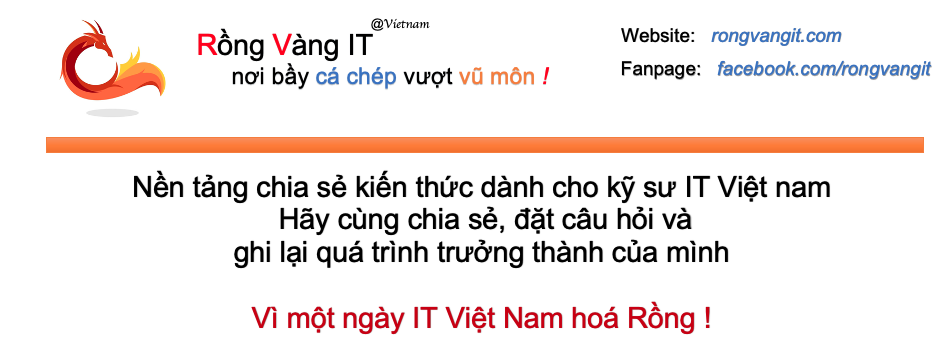 @Vietnam
Rồng Vàng IT
nơi bầy cá chép vượt vũ môn !
Website: rongvangit.com
Fanpage: facebook.com/rongvangit
Nền tảng chia sẻ kiến thức dành cho kỹ sư IT Việt nam
Hãy cùng chia sẻ, đặt câu hỏi và
ghi lại quá trình trưởng thành của mình
Vì một ngày IT Việt Nam hoá Rồng !